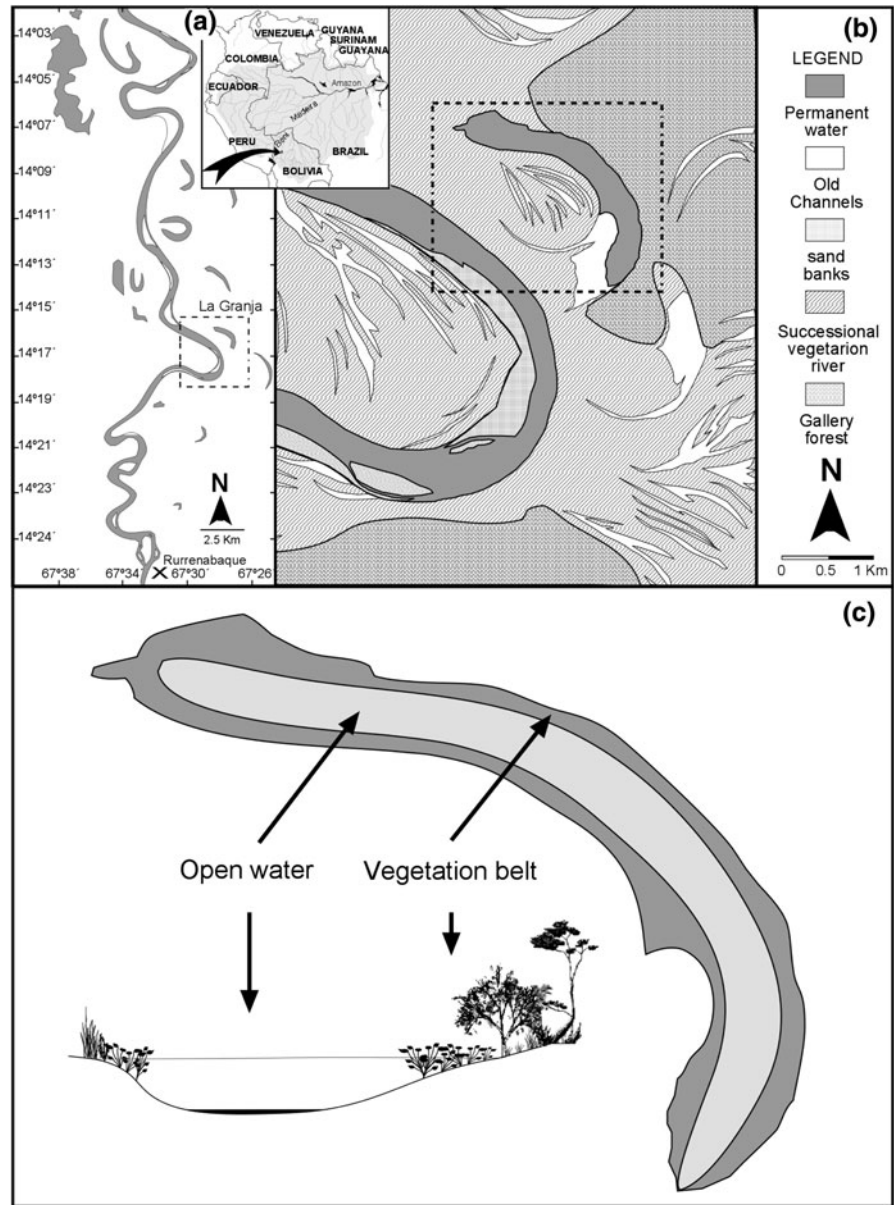 (a)
14°03´
14°05´
14°07´
14°09´
14°11´
14°13´
14°15´
14°17´
14°19´
14°21´
14°23´
14°24´
67°38´ 67°34´ 67°30´ 67°26´
Rurrenabaque
La Granja
N
2.5 Km
VENEZUELA
GUYANA
SURINAM
GUAYANA
COLOMBIA
ECUADOR
Amazon
Madeira
PERU
Beni
BRAZIL
BOLIVIA
(b)
LEGEND
Permanent
water
Old
Channels
sand
banks
Successional
vegetarion
river
Gallery
forest
N
0 0.5 1 Km
(c)
Open water
Vegetation belt